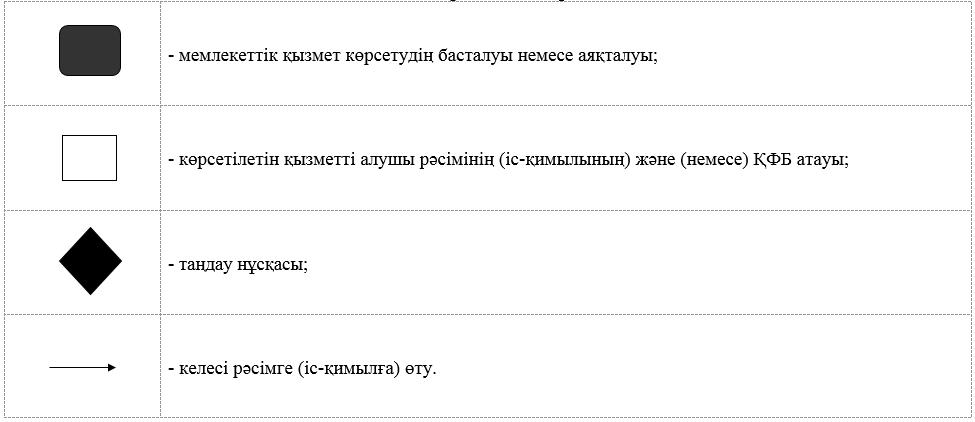 - мемлекеттік қызмет көрсетудің басталуы немесе аяқталуы;
- көрсетілетін қызметті алушы рәсімінің (іс-қимылының) және (немесе) ҚФБ атауы;
- таңдау нұсқасы;
- келесі рәсімге (іс-қимылға) өту.